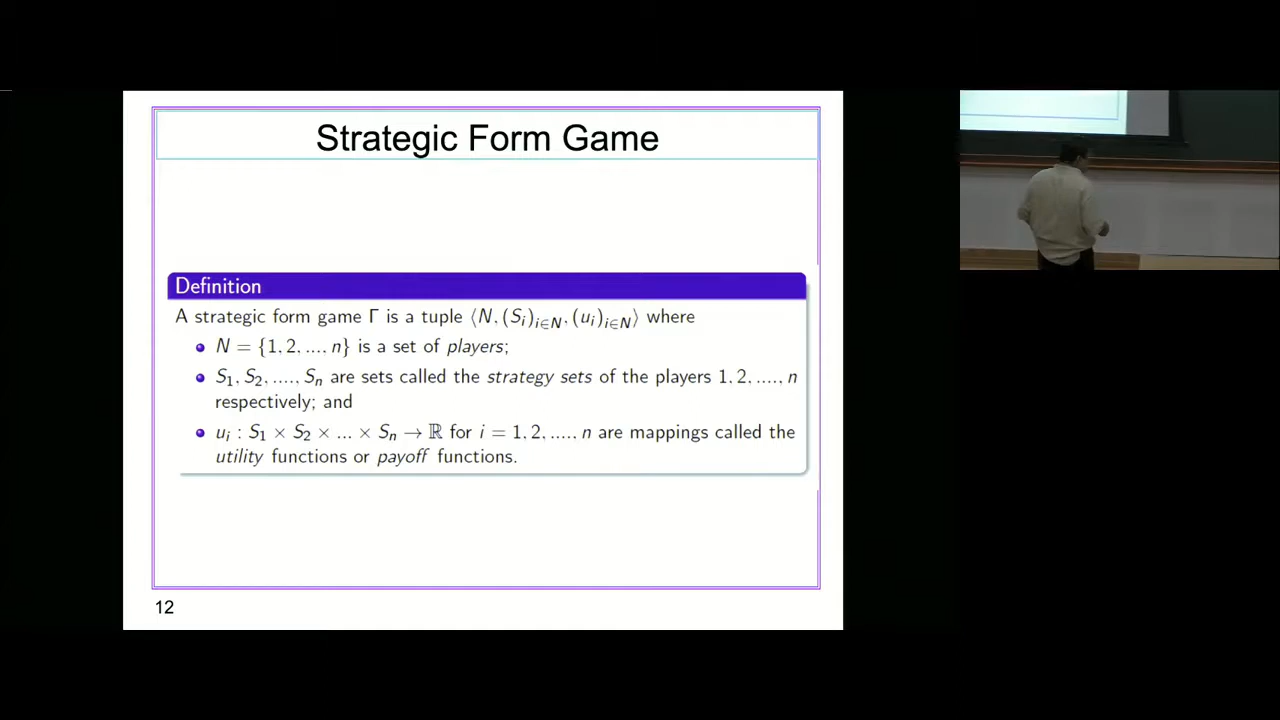 Strategic Form Game
Definition
A strategic form game Γ is a tuple ⟨N, (S_i)_{i∈N}, (u_i)_{i∈N}⟩ where
N = {1, 2, ..., n} is a set of players;
S_1, S_2, ...., S_n are sets called the strategy sets of the players 1, 2, ...., n
respectively; and
u_i : S_1 × S_2 × ... × S_n → ℝ for i = 1, 2, ....., n are mappings called the
utility functions or payoff functions.
12